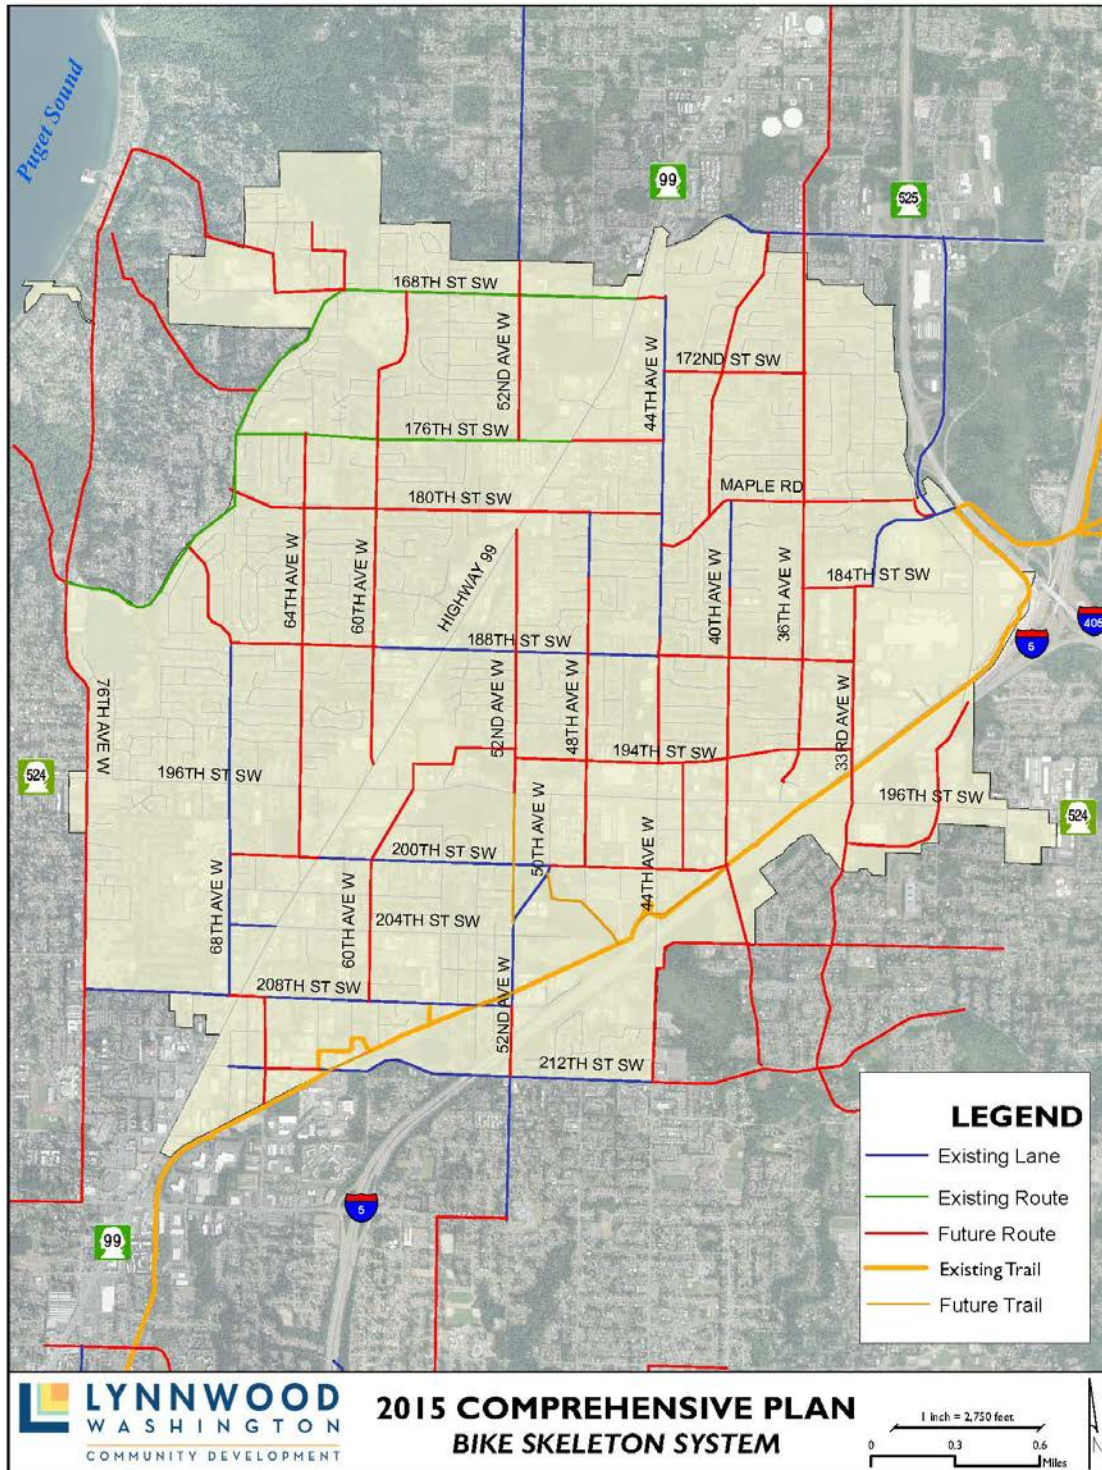 Puget Sound
99
525
168TH ST SW
52ND AVE W
44TH AVE W
172ND ST SW
176TH ST SW
180TH ST SW
MAPLE RD
64TH AVE W
60TH AVE W
HIGHWAY 99
40TH AVE W
36TH AVE W
184TH ST SW
405
5
188TH ST SW
76TH AVE W
52ND AVE W
48TH AVE W
194TH ST SW
33RD AVE W
524
196TH ST SW
196TH ST SW
524
50TH AVE W
200TH ST SW
44TH AVE W
68TH AVE W
60TH AVE W
204TH ST SW
208TH ST SW
52ND AVE W
212TH ST SW
5
99
LEGEND
Existing Lane
Existing Route
Future Route
Existing Trail
Future Trail
LYNNWOOD
WASHINGTON
COMMUNITY DEVELOPMENT
2015 COMPREHENSIVE PLAN
BIKE SKELETON SYSTEM
1 inch = 2,750 feet
0 0.3 0.6
Miles
N